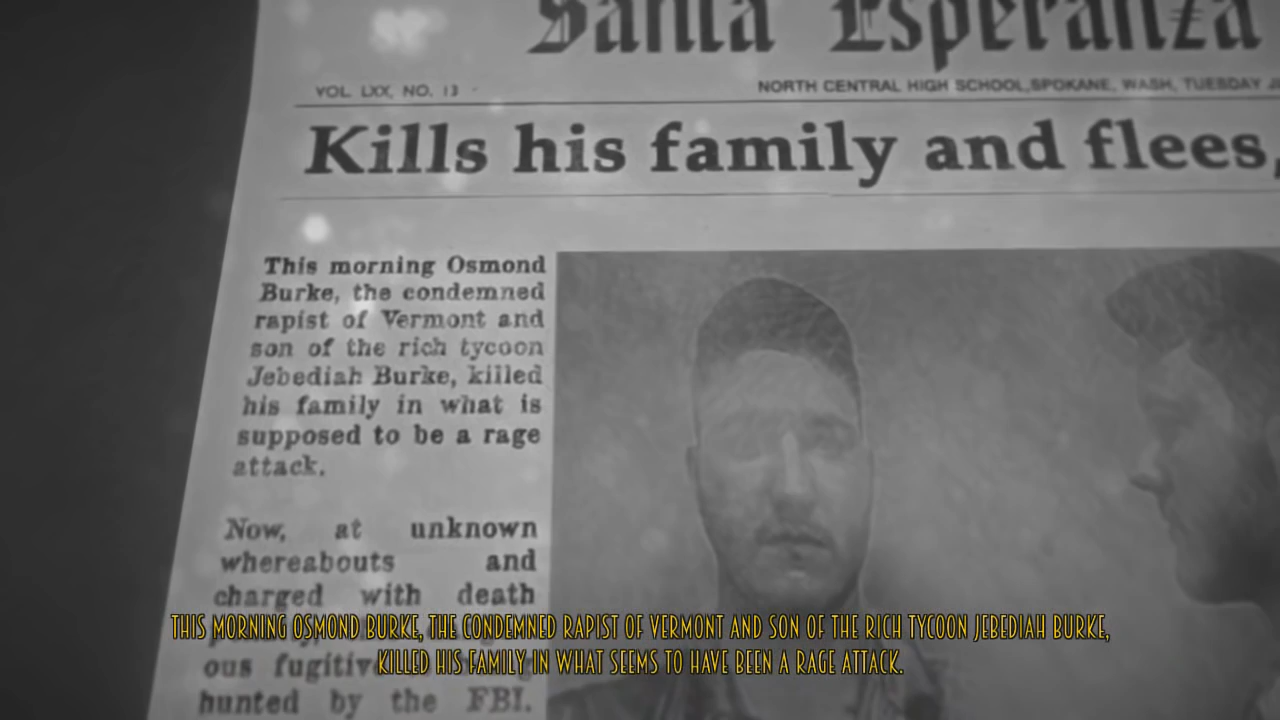 Santa Esperanza
VOL. LXX, NO. 13
NORTH CENTRAL HIGH SCHOOL, SPOKANE, WASH, TUESDAY
Kills his family and flees,
This morning Osmond
Burke, the condemned
rapist of Vermont and
son of the rich tycoon
Jebediah Burke, killed
his family in what is
supposed to be a rage
attack.
Now, at unknown
whereabouts and
charged with death
ous
hunted by the FBI.
THIS MORNING OSMOND BURKE, THE CONDEMNED RAPIST OF VERMONT AND SON OF THE RICH TYCOON JEBEDIAH BURKE,
KILLED HIS FAMILY IN WHAT SEEMS TO HAVE BEEN A RAGE ATTACK.